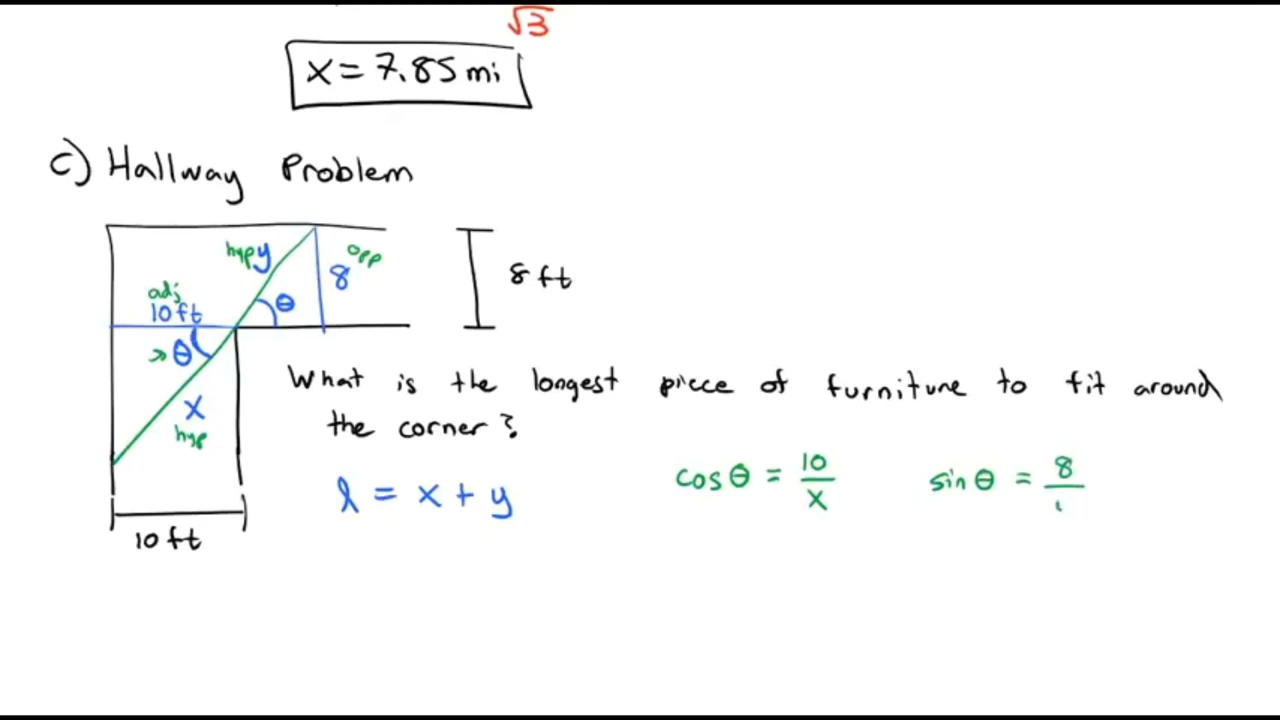 √3
x = 7.85 mi
c) Hallway Problem
hyp y
opp
8
8 ft
adj
10 ft
θ
> θ
x
hyp
10 ft
What is the longest piece of furniture to fit around
the corner?
l = x + y
cos θ = 10/x
sin θ = 8/